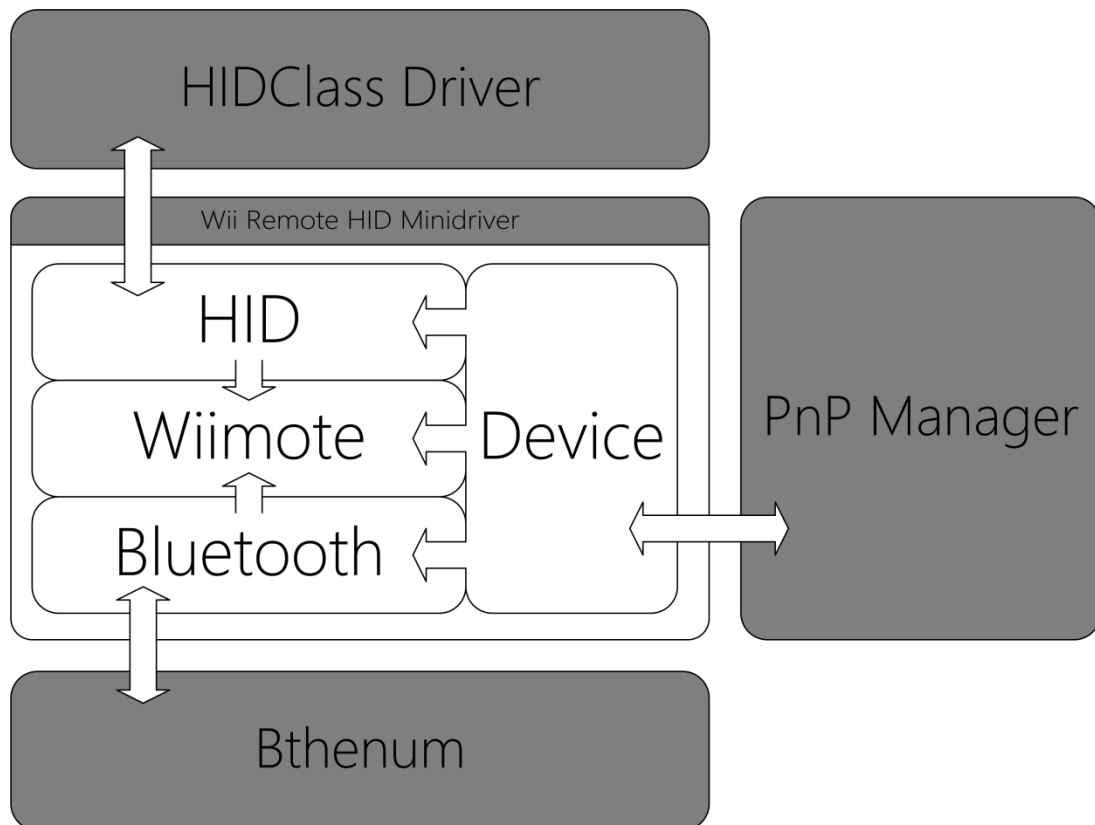 HIDClass Driver
Wii Remote HID Minidriver
HID
Wiimote
Bluetooth
Device
PnP Manager
Bthenum